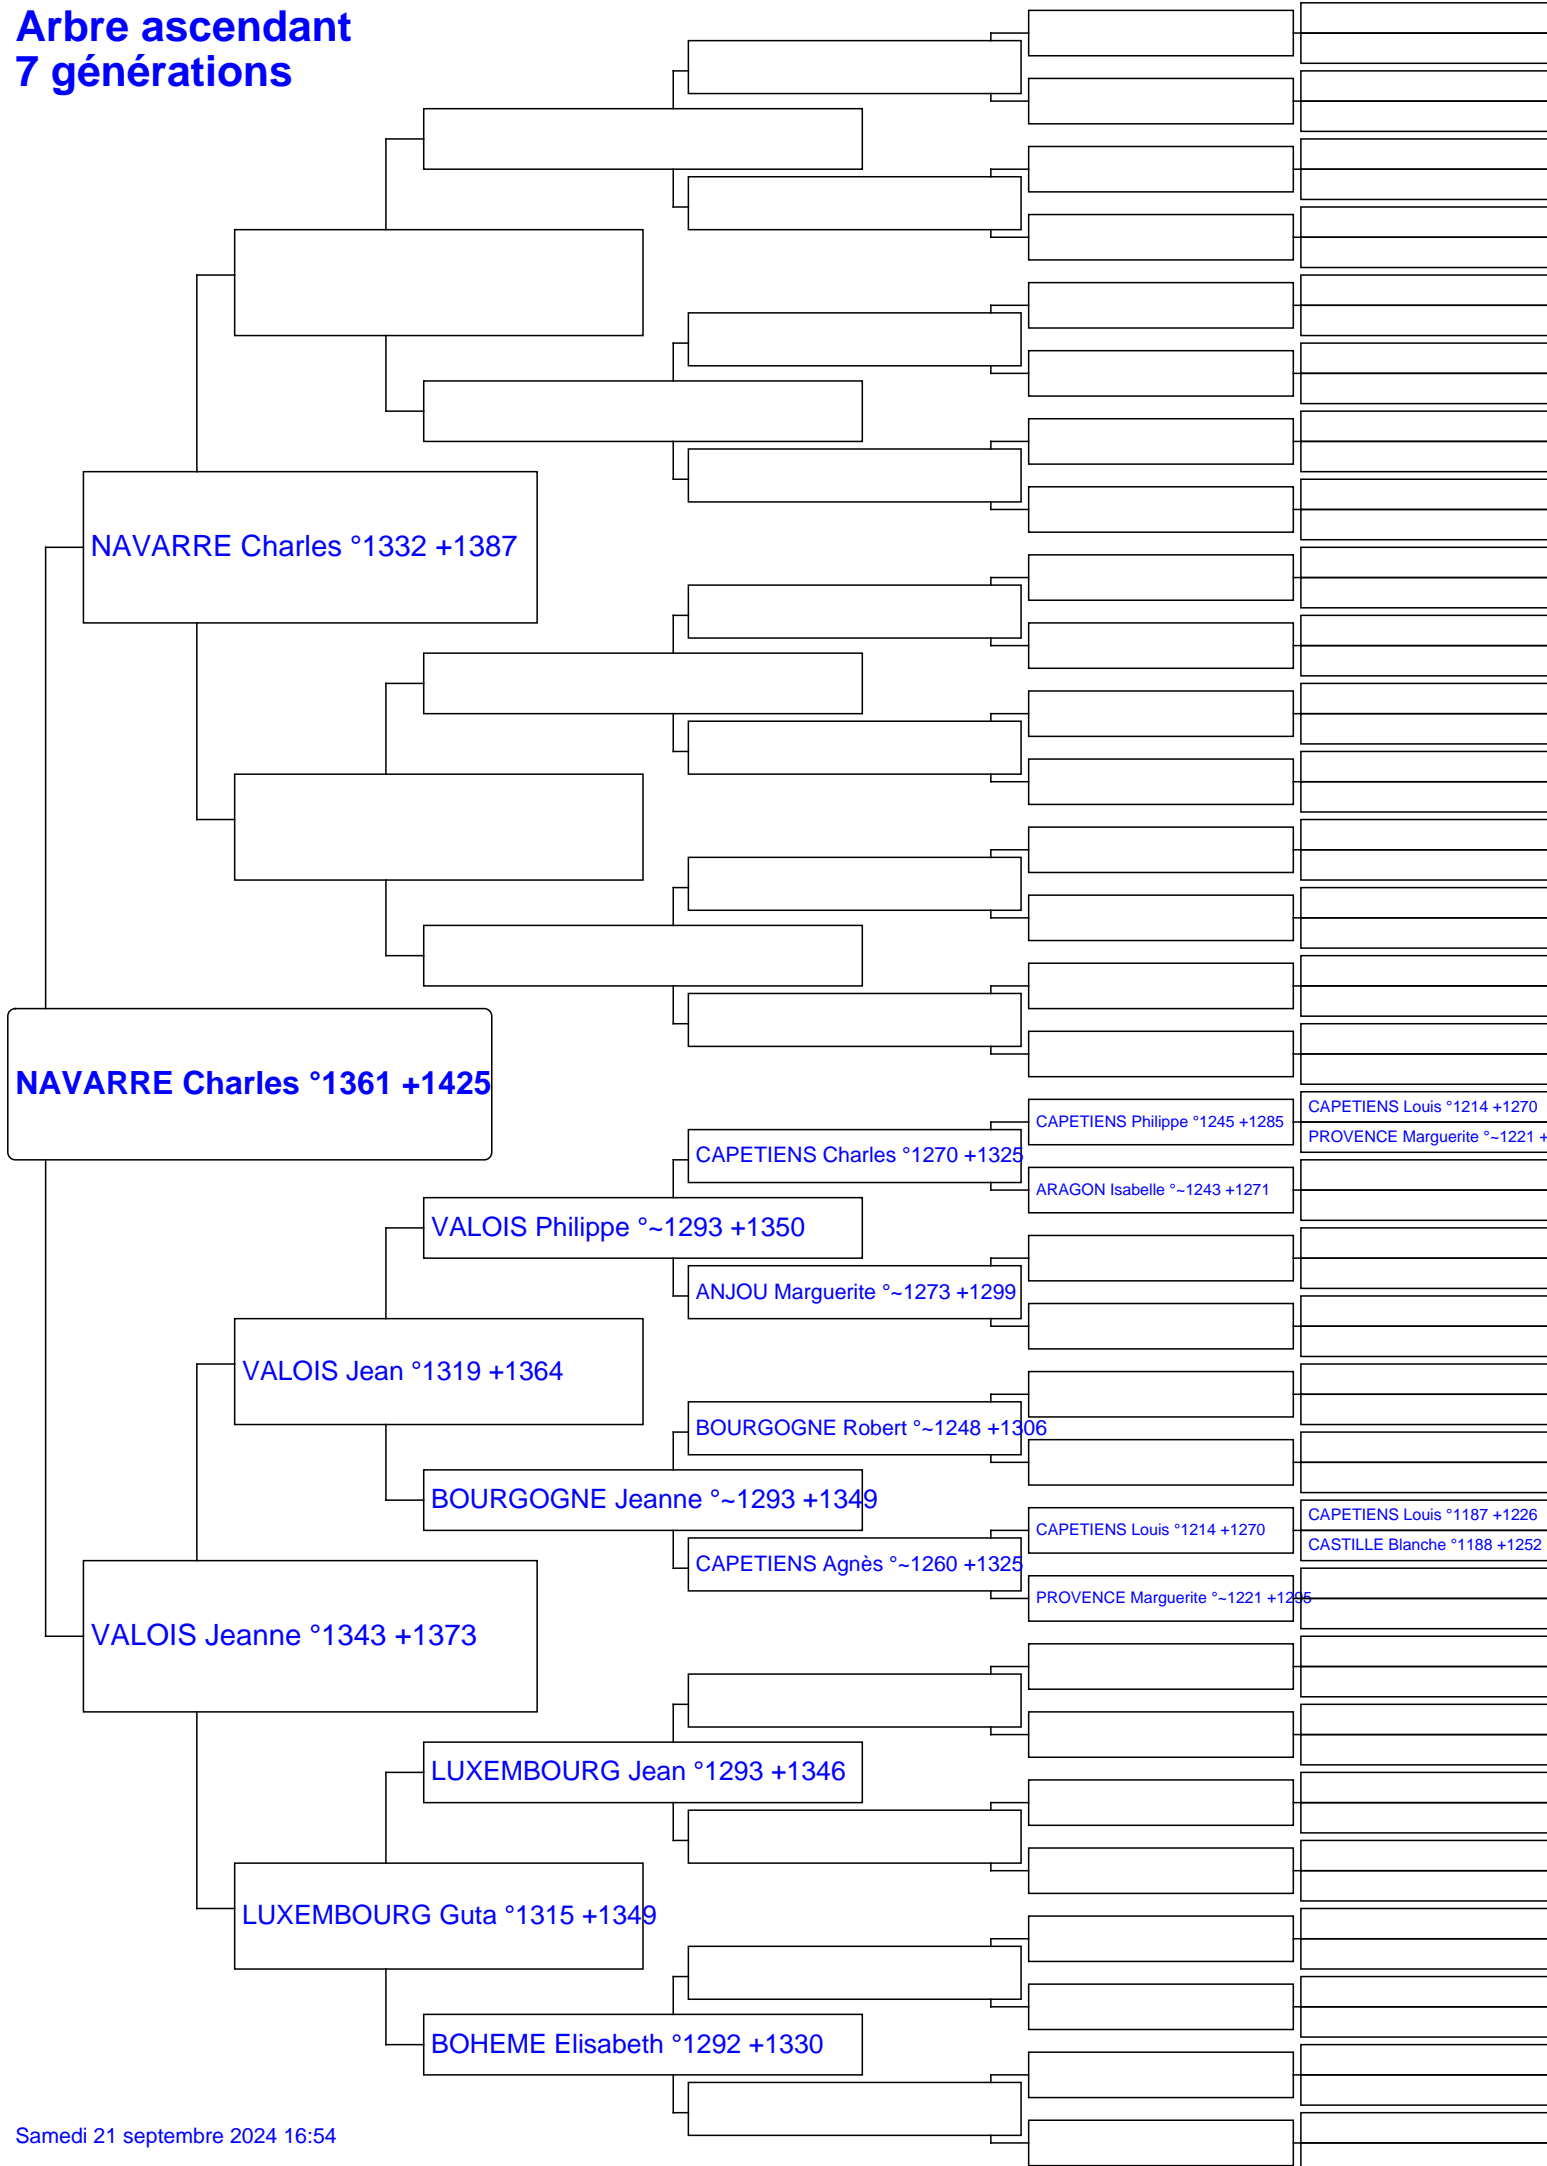 Arbre ascendant
7 générations
NAVARRE Charles °1332 +1387
NAVARRE Charles °1361 +1425
CAPETIENS Philippe °1245 +1285
CAPETIENS Louis °1214 +1270
PROVENCE Marguerite °~1221 +
CAPETIENS Charles °1270 +1325
ARAGON Isabelle °~1243 +1271
VALOIS Philippe °~1293 +1350
ANJOU Marguerite °~1273 +1299
VALOIS Jean °1319 +1364
BOURGOGNE Robert °~1248 +1306
BOURGOGNE Jeanne °~1293 +1349
CAPETIENS Louis °1214 +1270
CAPETIENS Louis °1187 +1226
CASTILLE Blanche °1188 +1252
CAPETIENS Agnès °~1260 +1325
PROVENCE Marguerite °~1221 +1295
VALOIS Jeanne °1343 +1373
LUXEMBOURG Jean °1293 +1346
LUXEMBOURG Guta °1315 +1349
BOHEME Elisabeth °1292 +1330
Samedi 21 septembre 2024 16:54